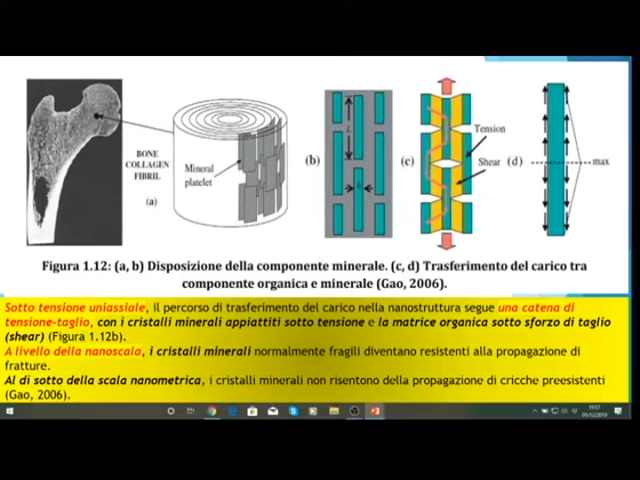 BONE
COLLAGEN
FIBRIL
(a)
Mineral
platelet
(b)
L
h
(c)
Tension
Shear
(d)
max
Figura 1.12: (a, b) Disposizione della componente minerale. (c, d) Trasferimento del carico tra
componente organica e minerale (Gao, 2006).
Sotto tensione uniassiale, il percorso di trasferimento del carico nella nanostruttura segue una catena di
tensione-taglio, con i cristalli minerali appiattiti sotto tensione e la matrice organica sotto sforzo di taglio
(shear) (Figura 1.12b).
A livello della nanoscala, i cristalli minerali normalmente fragili diventano resistenti alla propagazione di
fratture.
Al di sotto della scala nanometrica, i cristalli minerali non risentono della propagazione di cricche preesistenti
(Gao, 2006).